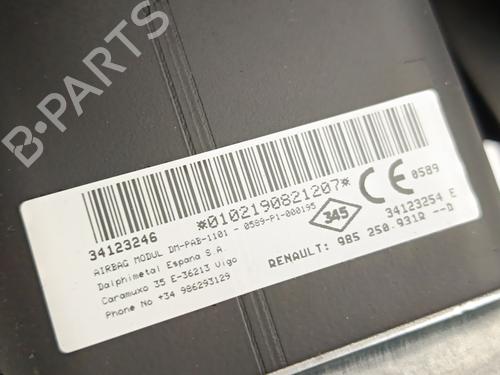 B-PARTS
*0102190821207*
34123246
CE 0589
AIRBAG MODUL DM-PAB-1101 - 0589-P1-000195
345
34123254 E
Dalphimetal Espana S.A.
Caramuxo 35 E-36213 Vigo
RENAULT: 985 250.931R --D
Phone No +34 986293129